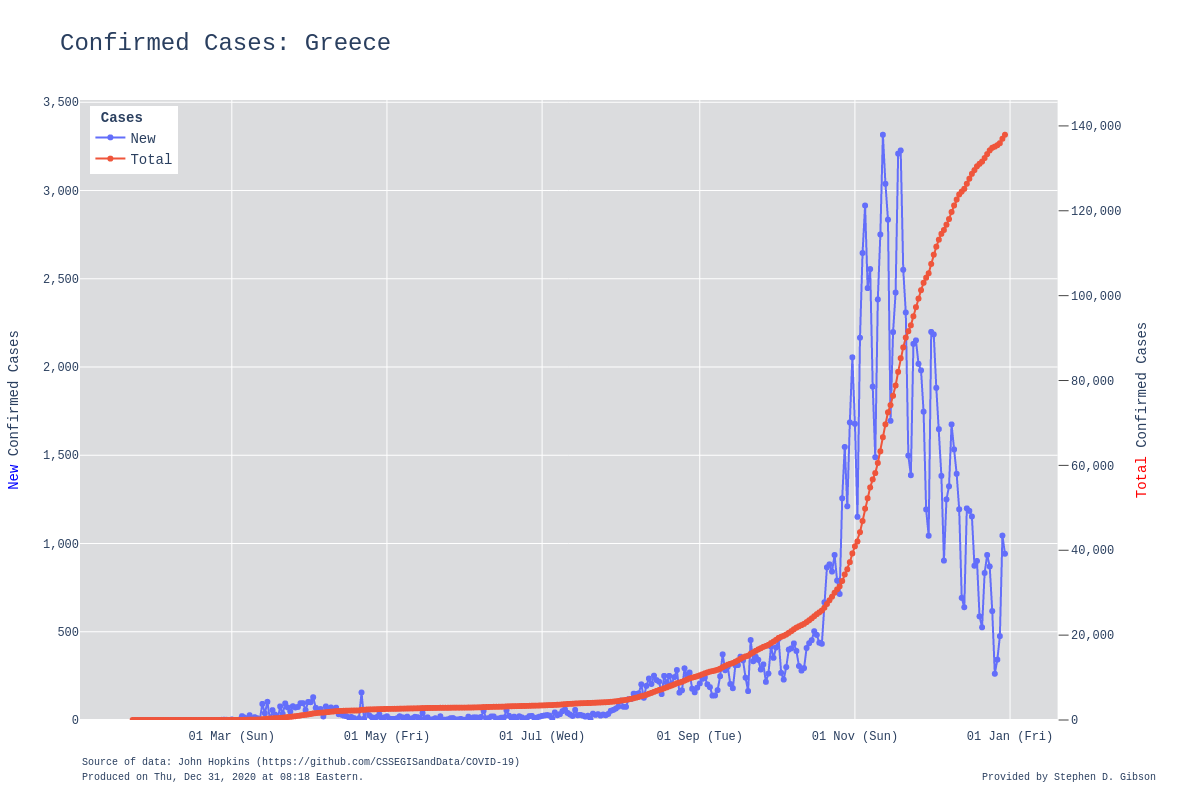 Confirmed Cases: Greece
Cases
New
Total
3,500
3,000
2,500
2,000
1,500
1,000
500
0
New Confirmed Cases
140,000
120,000
100,000
80,000
60,000
40,000
20,000
0
Total Confirmed Cases
01 Mar (Sun) 01 May (Fri) 01 Jul (Wed) 01 Sep (Tue) 01 Nov (Sun) 01 Jan (Fri)
Source of data: John Hopkins (https://github.com/CSSEGISandData/COVID-19)
Produced on Thu, Dec 31, 2020 at 08:18 Eastern.
Provided by Stephen D. Gibson